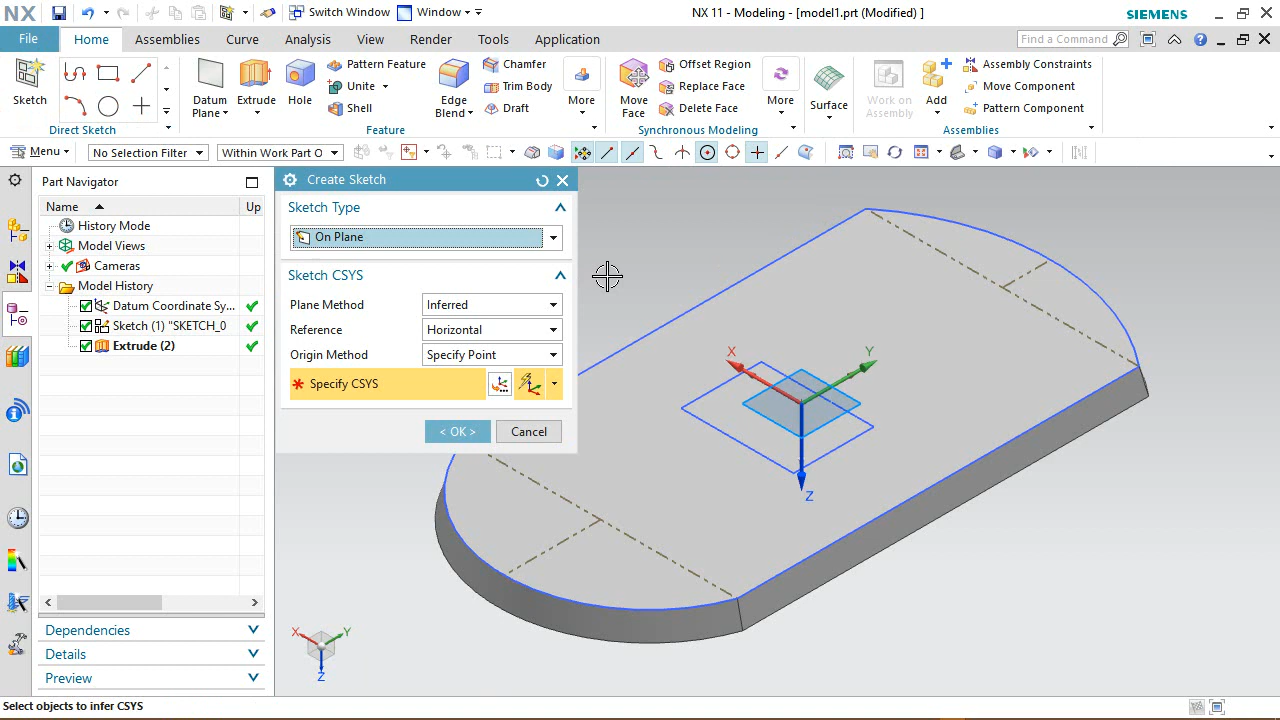 NX
Switch Window
Window
NX 11 - Modeling - [model1.prt (Modified) ]
SIEMENS
File
Home
Assemblies
Curve
Analysis
View
Render
Tools
Application
Find a Command
Sketch
Direct Sketch
Datum Plane
Extrude
Hole
Pattern Feature
Unite
Shell
Edge Blend
Chamfer
Trim Body
Draft
More
Feature
Move Face
Offset Region
Replace Face
Delete Face
More
Synchronous Modeling
Surface
Work on Assembly
Add
Assembly Constraints
Move Component
Pattern Component
Assemblies
Menu
No Selection Filter
Within Work Part O
Part Navigator
Name
Up
History Mode
Model Views
Cameras
Model History
Datum Coordinate Sy...
Sketch (1) "SKETCH_0
Extrude (2)
Dependencies
Details
Preview
Create Sketch
Sketch Type
On Plane
Sketch CSYS
Plane Method
Inferred
Reference
Horizontal
Origin Method
Specify Point
* Specify CSYS
< OK >
Cancel
X
Y
Z
X
Y
Z
Select objects to infer CSYS